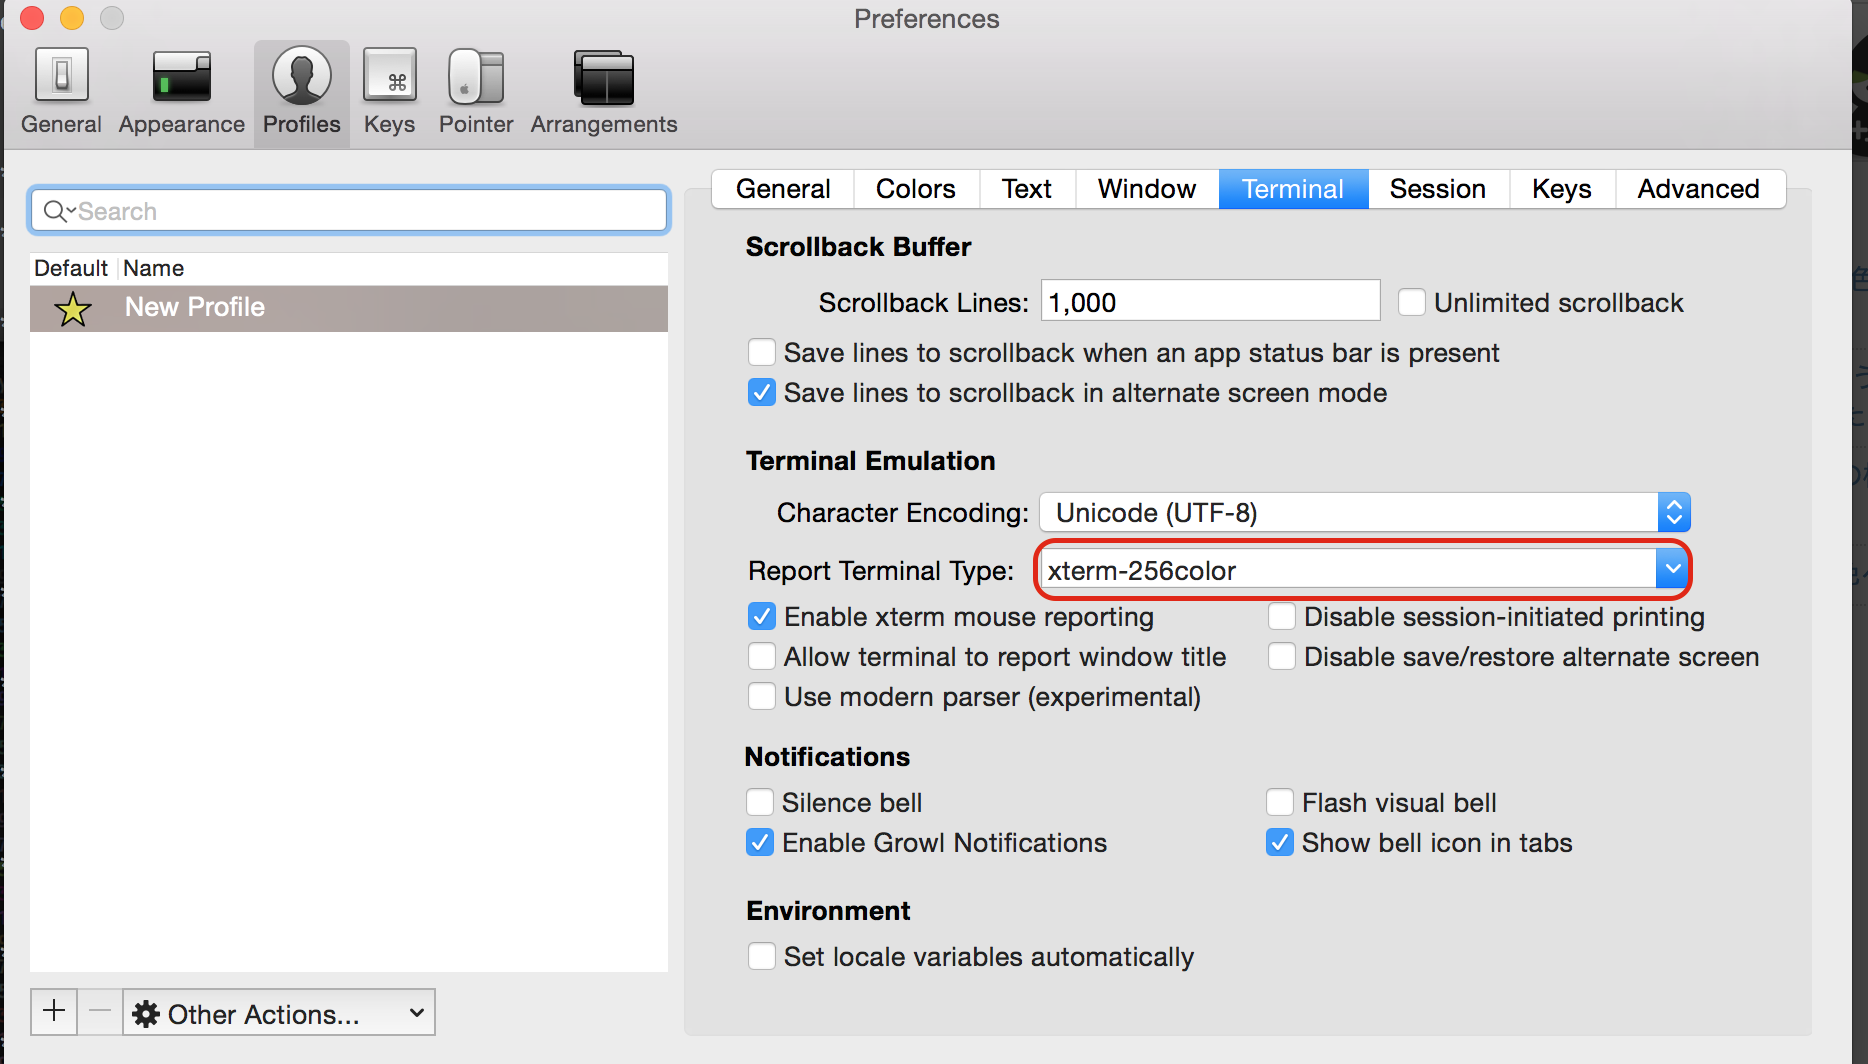 Preferences
General Appearance Profiles Keys Pointer Arrangements
Search
Default Name
New Profile
General Colors Text Window Terminal Session Keys Advanced
Scrollback Buffer
Scrollback Lines: 1,000 Unlimited scrollback
Save lines to scrollback when an app status bar is present
Save lines to scrollback in alternate screen mode
Terminal Emulation
Character Encoding: Unicode (UTF-8)
Report Terminal Type: xterm-256color
Enable xterm mouse reporting Disable session-initiated printing
Allow terminal to report window title Disable save/restore alternate screen
Use modern parser (experimental)
Notifications
Silence bell Flash visual bell
Enable Growl Notifications Show bell icon in tabs
Environment
Set locale variables automatically
Other Actions...